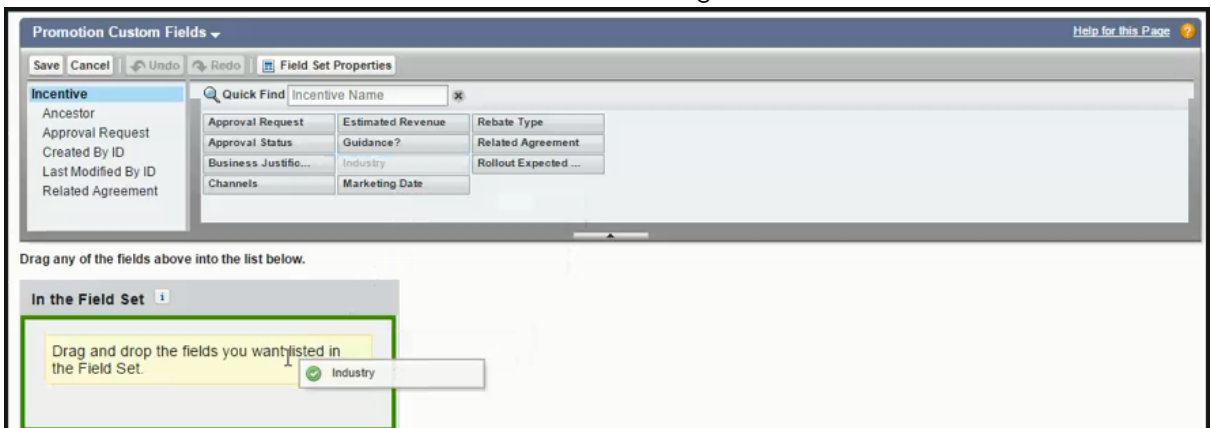 Promotion Custom Fields
Help for this Page
Save Cancel Undo Redo Field Set Properties
Incentive
Ancestor
Approval Request
Created By ID
Last Modified By ID
Related Agreement
Quick Find Incentive Name
Approval Request Estimated Revenue Rebate Type
Approval Status Guidance? Related Agreement
Business Justific... Industry Rollout Expected ...
Channels Marketing Date
Drag any of the fields above into the list below.
In the Field Set
Drag and drop the fields you want listed in
the Field Set.
Industry